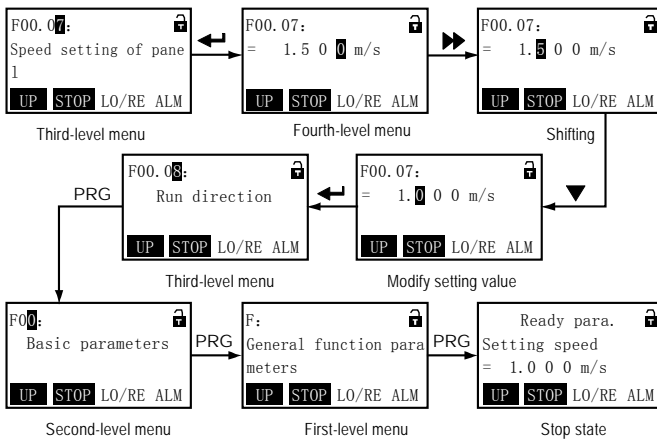 F00.07:
Speed setting of pane
l
UP STOP LO/RE ALM
Third-level menu
F00.07:
= 1.5 0 0 m/s
UP STOP LO/RE ALM
Fourth-level menu
F00.07:
= 1.5 0 0 m/s
UP STOP LO/RE ALM
Shifting
F00.07:
= 1.0 0 0 m/s
UP STOP LO/RE ALM
Modify setting value
F00.08:
Run direction
UP STOP LO/RE ALM
Third-level menu
PRG
F00:
Basic parameters
UP STOP LO/RE ALM
Second-level menu
PRG
F:
General function para
meters
UP STOP LO/RE ALM
First-level menu
PRG
Ready para.
Setting speed
= 1.0 0 0 m/s
UP STOP LO/RE ALM
Stop state